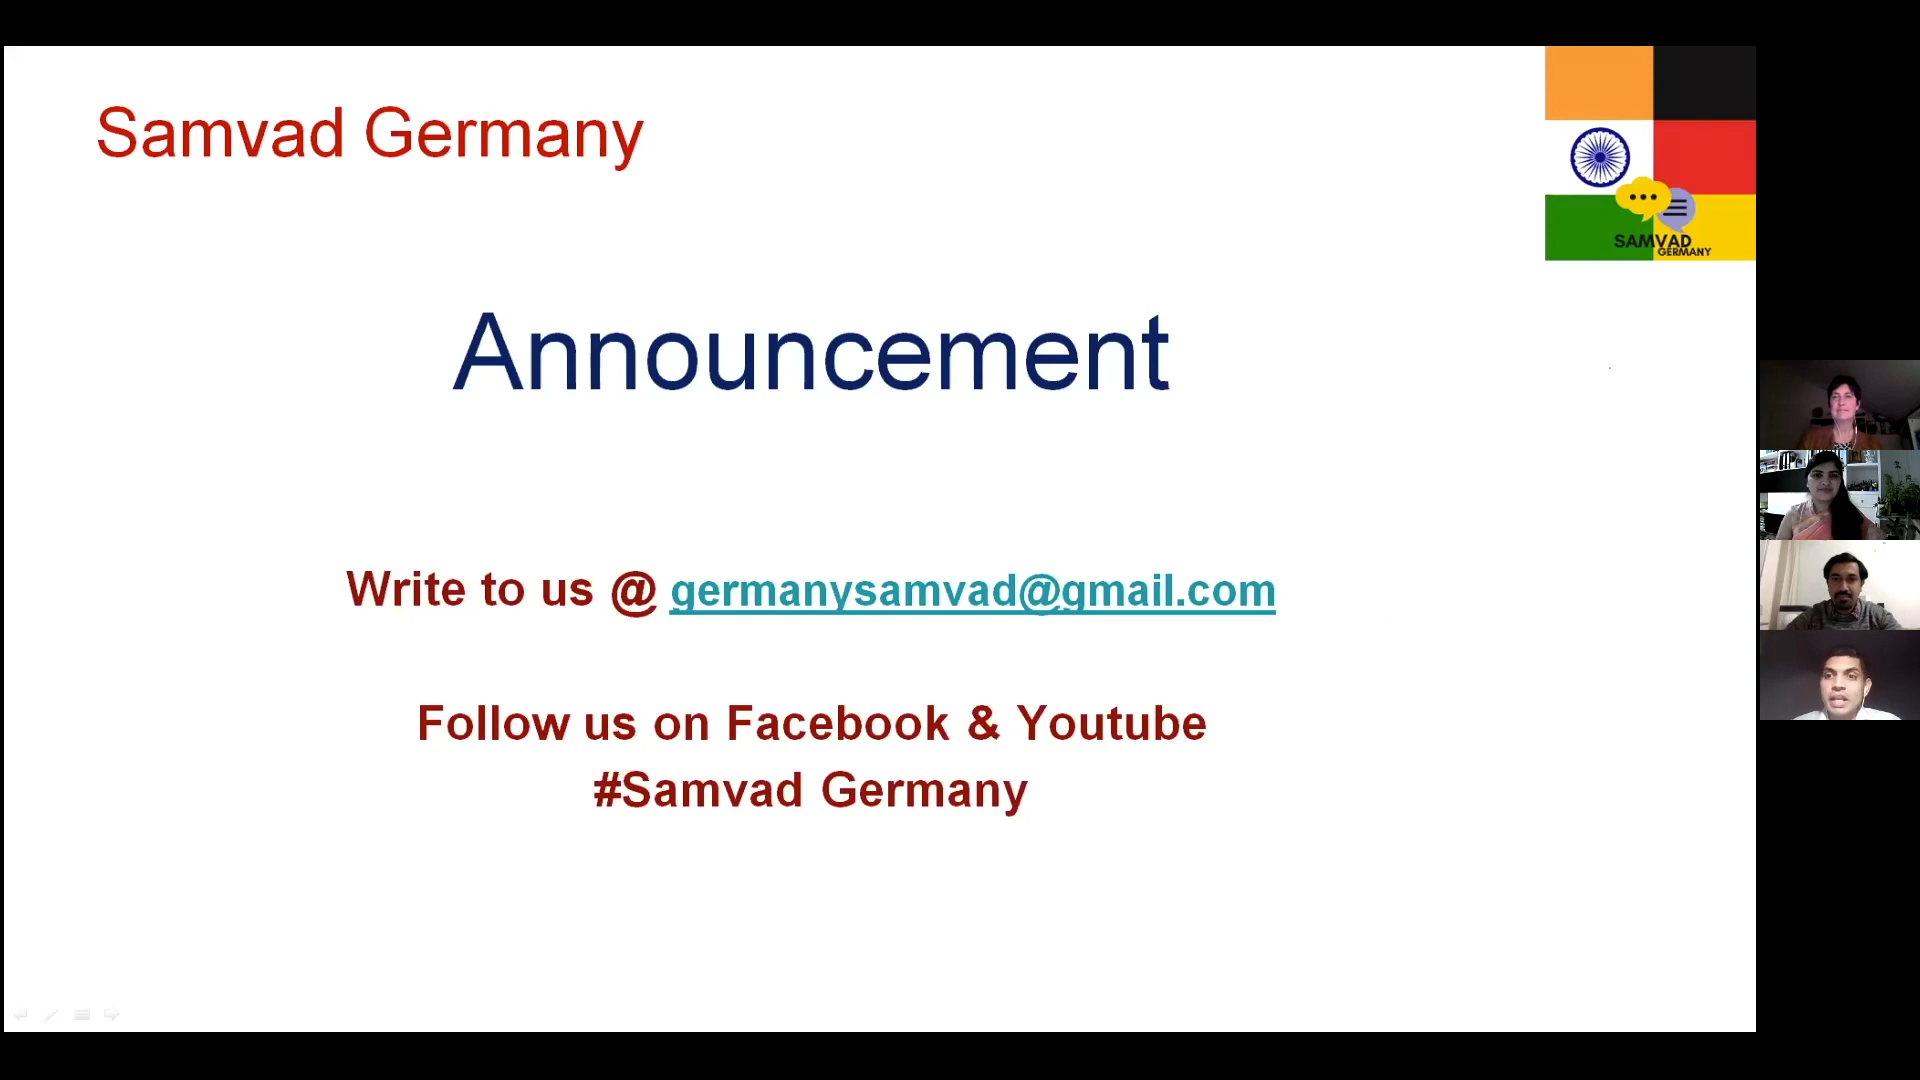 Samvad Germany
SAMVAD
GERMANY
Announcement
Write to us @ germanysamvad@gmail.com
Follow us on Facebook & Youtube
#Samvad Germany